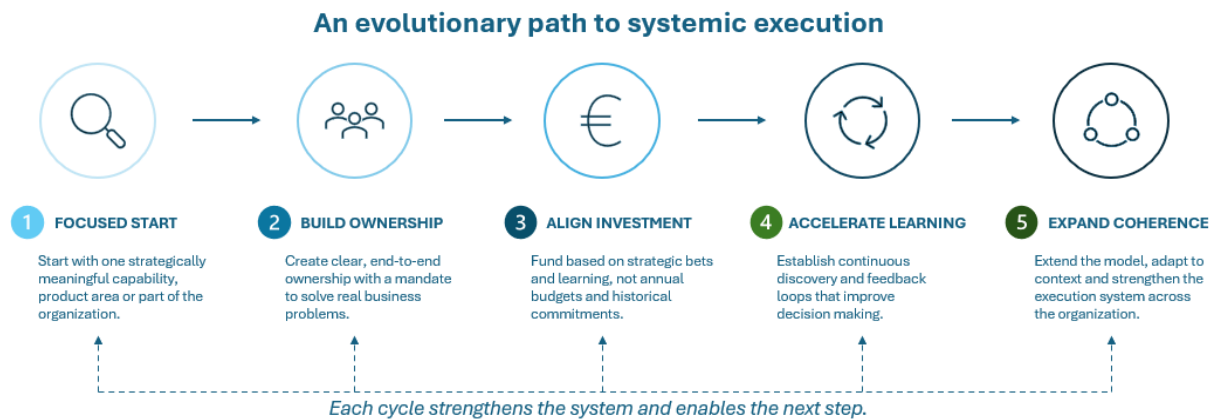 An evolutionary path to systemic execution
€
1 FOCUSED START
Start with one strategically
meaningful capability,
product area or part of the
organization.
2 BUILD OWNERSHIP
Create clear, end-to-end
ownership with a mandate
to solve real business
problems.
3 ALIGN INVESTMENT
Fund based on strategic bets
and learning, not annual
budgets and historical
commitments.
4 ACCELERATE LEARNING
Establish continuous
discovery and feedback
loops that improve
decision making.
5 EXPAND COHERENCE
Extend the model, adapt to
context and strengthen the
execution system across
the organization.
Each cycle strengthens the system and enables the next step.